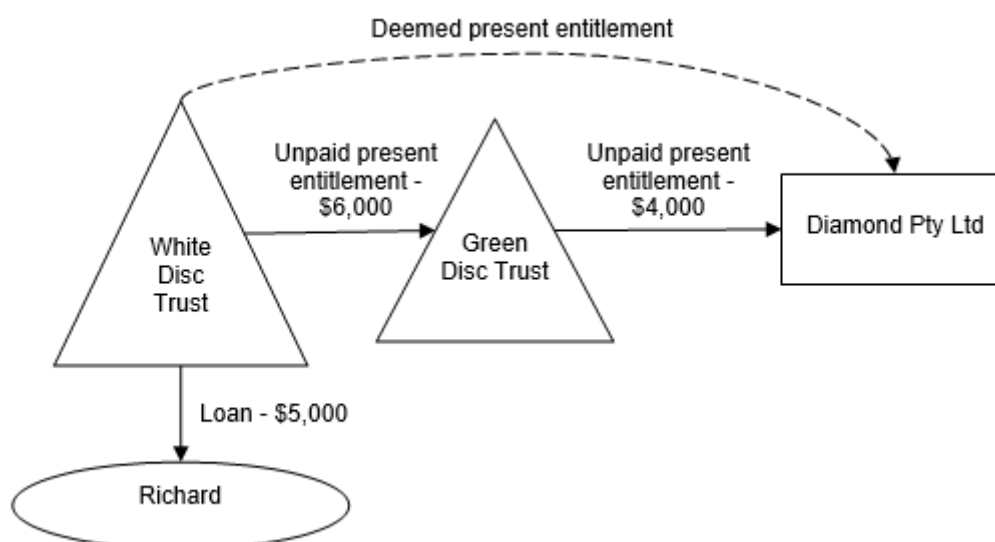 Deemed present entitlement
Unpaid present
entitlement -
$6,000
Unpaid present
entitlement -
$4,000
White
Disc
Trust
Green
Disc Trust
Diamond Pty Ltd
Loan - $5,000
Richard